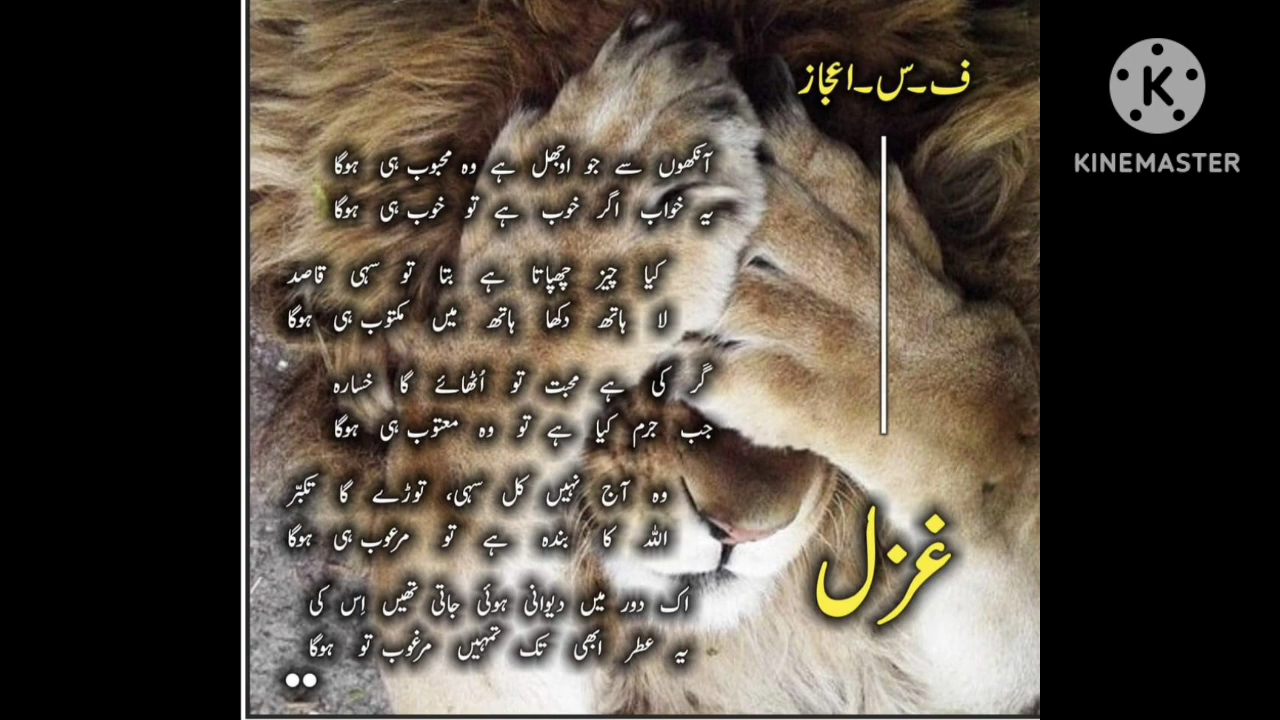 ف۔س۔اعجاز
غزل
آنکھوں سے جو اوجھل ہے وہ محبوب ہی ہوگا
یہ خواب اگر خوب ہے تو خوب ہی ہوگا
کیا چیز چھپاتا ہے بتا تو سہی قاصد
لا ہاتھ دکھا ہاتھ میں مکتوب ہی ہوگا
گر کی ہے محبت تو اُٹھائے گا خسارہ
جب جرم کیا ہے تو وہ معتوب ہی ہوگا
وہ آج نہیں کل سہی، توڑے گا تکبّر
اللہ کا بندہ ہے تو مرعوب ہی ہوگا
اک دور میں دیوانی ہوئی جاتی تھیں اِس کی
یہ عطر ابھی تک تمہیں مرغوب تو ہوگا
KINEMASTER